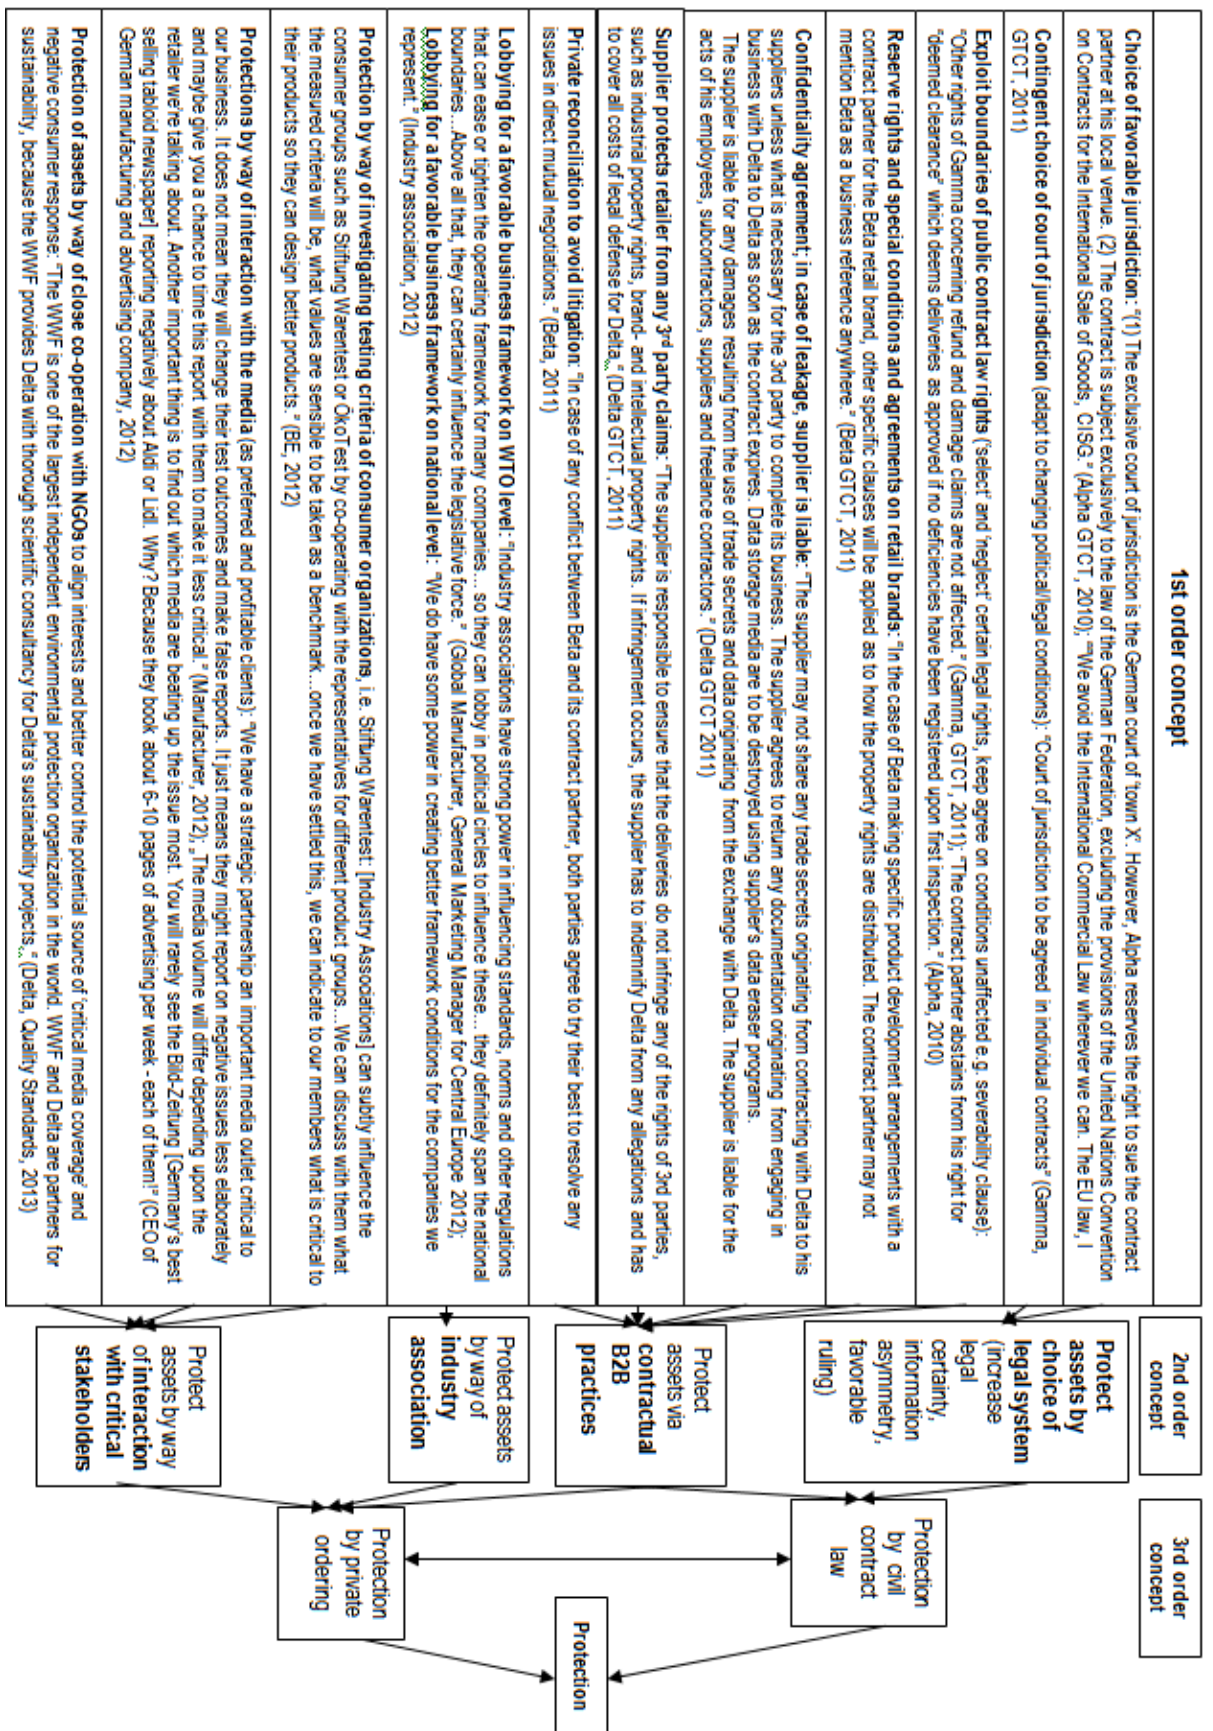 1st order concept
Choice of favorable jurisdiction: "(1) The exclusive court of jurisdiction is the German court of 'town X'. However, Alpha reserves the right to sue the contract
partner at his local venue. (2) The contract is subject exclusively to the law of the German Federation, excluding the provisions of the United Nations Convention
on Contracts for the International Sale of Goods, CISG." (Alpha GTCT, 2010); ""We avoid the International Commercial Law wherever we can. The EU law, I
Contingent choice of court of jurisdiction (adapt to changing political/legal conditions): "Court of jurisdiction to be agreed in individual contracts" (Gamma,
GTCT, 2011)
Exploit boundaries of public contract law rights ('select' and 'neglect' certain legal rights, keep agree on conditions unaffected e.g. severability clause):
"Other rights of Gamma concerning refund and damage claims are not affected." (Gamma, GTCT, 2011); "The contract partner abstains from his right for
"deemed clearance" which deems deliveries as approved if no deficiencies have been registered upon first inspection." (Alpha, 2010)
Reserve rights and special conditions and agreements on retail brands: "In the case of Beta making specific product development arrangements with a
contract partner for the Beta retail brand, other specific clauses will be applied as to how the property rights are distributed. The contract partner may not
mention Beta as a business reference anywhere." (Beta GTCT, 2011)
Confidentiality agreement; in case of leakage, supplier is liable: "The supplier may not share any trade secrets originating from contracting with Delta to his
suppliers unless what is necessary for the 3rd party to complete its business. The supplier agrees to return any documentation originating from engaging in
business with Delta to Delta as soon as the contract expires. Data storage media are to be destroyed using supplier's data eraser programs.
The supplier is liable for any damages resulting from the use of trade secrets and data originating from the exchange with Delta. The supplier is liable for the
acts of his employees, subcontractors, suppliers and freelance contractors." (Delta GTCT 2011)
Supplier protects retailer from any 3rd party claims: "The supplier is responsible to ensure that the deliveries do not infringe any of the rights of 3rd parties,
such as industrial property rights, brand- and intellectual property rights. If infringement occurs, the supplier has to indemnify Delta from any allegations and has
to cover all costs of legal defense for Delta." (Delta GTCT, 2011)
Private reconciliation to avoid litigation: "In case of any conflict between Beta and its contract partner, both parties agree to try their best to resolve any
issues in direct mutual negotiations." (Beta, 2011)
Lobbying for a favorable business framework on WTO level: "Industry associations have strong power in influencing standards, norms and other regulations
that can ease or tighten the operating framework for many companies… so they can lobby in political circles to influence these… they definitely span the national
boundaries…Above all that, they can certainly influence the legislative force." (Global Manufacturer, General Marketing Manager for Central Europe 2012);
Lobbying for a favorable business framework on national level: "We do have some power in creating better framework conditions for the companies we
represent." (Industry association, 2012)
Protection by way of investigating testing criteria of consumer organizations, i.e. Stiftung Warentest: [Industry Associations] can subtly influence the
consumer groups such as Stiftung Warentest or ÖkoTest by co-operating with the representatives for different product groups…We can discuss with them what
the measured criteria will be, what values are sensible to be taken as a benchmark…once we have settled this, we can indicate to our members what is critical to
their products so they can design better products." (BE, 2012)
Protections by way of interaction with the media (as preferred and profitable clients): "We have a strategic partnership an important media outlet critical to
our business. It does not mean they will change their test outcomes and make false reports. It just means they might report on negative issues less elaborately
and maybe give you a chance to time this report with them to make it less critical." (Manufacturer, 2012); „The media volume will differ depending upon the
retailer we're talking about. Another important thing is to find out which media are beating up the issue most. You will rarely see the Bild-Zeitung [Germany's best
selling tabloid newspaper] reporting negatively about Aldi or Lidl. Why? Because they book about 6-10 pages of advertising per week - each of them!" (CEO of
German manufacturing and advertising company, 2012)
Protection of assets by way of close co-operation with NGOs to align interests and better control the potential source of 'critical media coverage' and
negative consumer response: "The WWF is one of the largest independent environmental protection organization in the world. WWF and Delta are partners for
sustainability, because the WWF provides Delta with thorough scientific consultancy for Delta's sustainability projects." (Delta, Quality Standards, 2013)
2nd order
concept
Protect
assets by
choice of
legal system
(increase
legal
certainty,
information
asymmetry,
favorable
ruling)
Protect
assets via
contractual
B2B
practices
Protect assets
by way of
industry
association
Protect
assets by way
of interaction
with critical
stakeholders
3rd order
concept
Protection
by civil
contract
law
Protection
by private
ordering
Protection